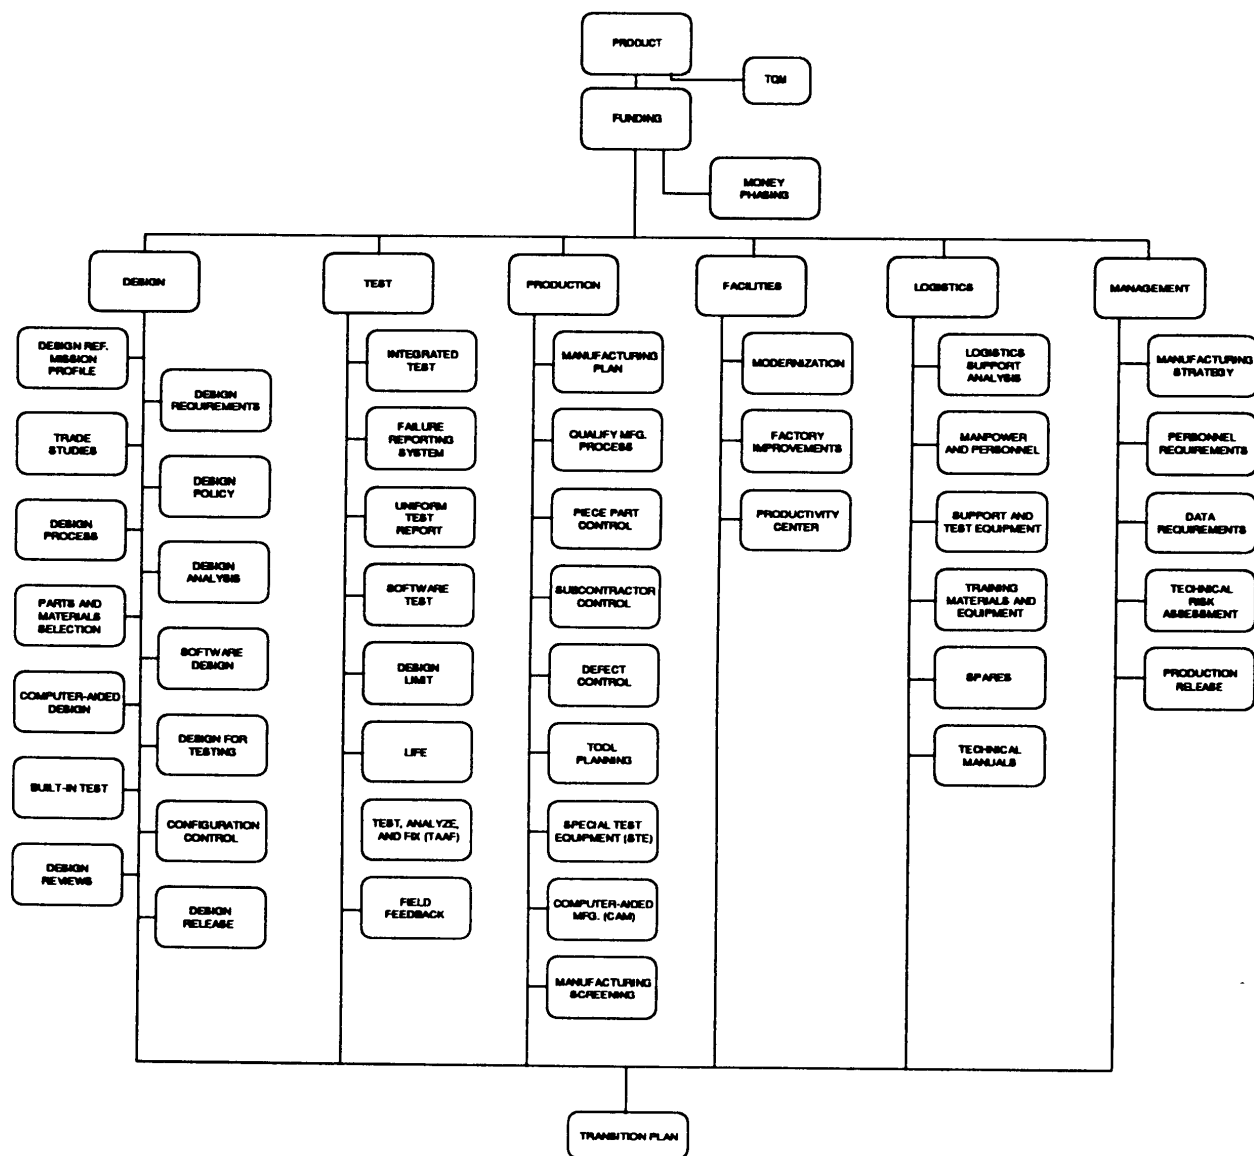 PRODUCT
TQM
FUNDING
MONEY
PHASING
DESIGN
TEST
PRODUCTION
FACILITIES
LOGISTICS
MANAGEMENT
DESIGN REF.
MISSION
PROFILE
DESIGN
REQUIREMENTS
TRADE
STUDIES
DESIGN
POLICY
DESIGN
PROCESS
DESIGN
ANALYSIS
PARTS AND
MATERIALS
SELECTION
SOFTWARE
DESIGN
COMPUTER-AIDED
DESIGN
DESIGN FOR
TESTING
BUILT-IN TEST
CONFIGURATION
CONTROL
DESIGN
REVIEWS
DESIGN
RELEASE
INTEGRATED
TEST
FAILURE
REPORTING
SYSTEM
UNIFORM
TEST
REPORT
SOFTWARE
TEST
DESIGN
LIMIT
LIFE
TEST, ANALYZE,
AND FIX (TAAF)
FIELD
FEEDBACK
MANUFACTURING
PLAN
QUALIFY MFG.
PROCESS
PIECE PART
CONTROL
SUBCONTRACTOR
CONTROL
DEFECT
CONTROL
TOOL
PLANNING
SPECIAL TEST
EQUIPMENT (STE)
COMPUTER-AIDED
MFG. (CAM)
MANUFACTURING
SCREENING
MODERNIZATION
FACTORY
IMPROVEMENTS
PRODUCTIVITY
CENTER
LOGISTICS
SUPPORT
ANALYSIS
MANPOWER
AND PERSONNEL
SUPPORT AND
TEST EQUIPMENT
TRAINING
MATERIALS AND
EQUIPMENT
SPARES
TECHNICAL
MANUALS
MANUFACTURING
STRATEGY
PERSONNEL
REQUIREMENTS
DATA
REQUIREMENTS
TECHNICAL
RISK
ASSESSMENT
PRODUCTION
RELEASE
TRANSITION PLAN